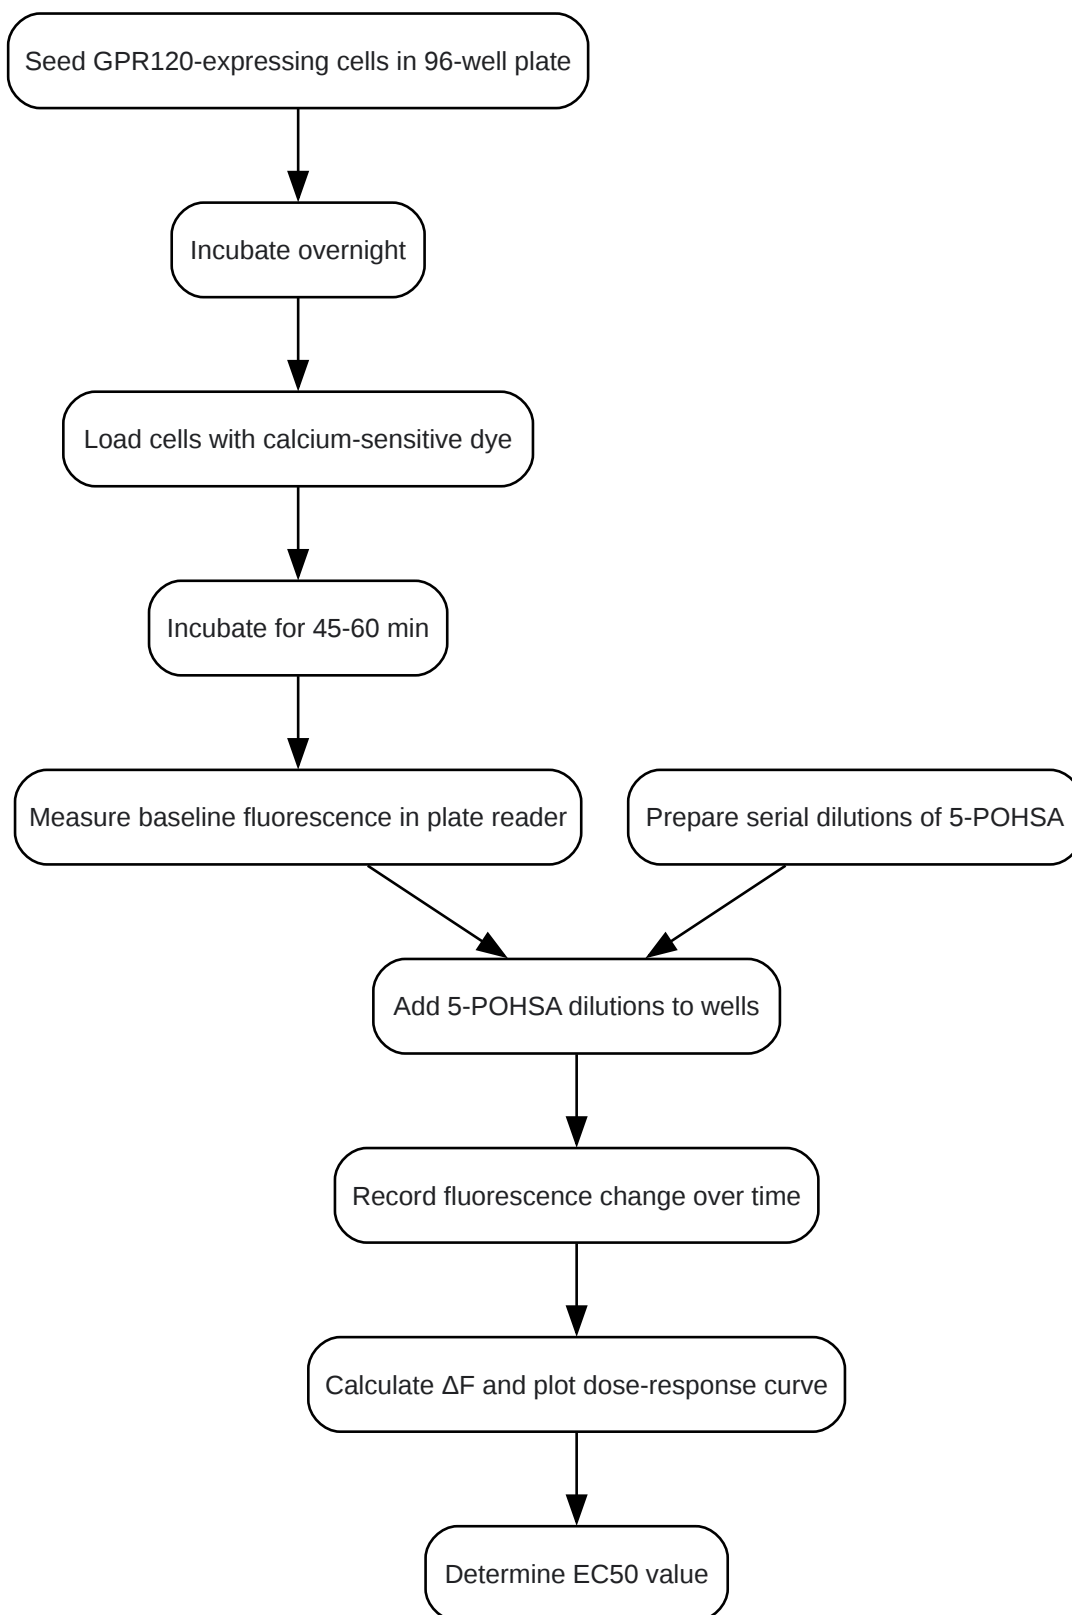 Seed GPR120-expressing cells in 96-well plate
Incubate overnight
Load cells with calcium-sensitive dye
Incubate for 45-60 min
Measure baseline fluorescence in plate reader
Prepare serial dilutions of 5-POHSA
Add 5-POHSA dilutions to wells
Record fluorescence change over time
Calculate ΔF and plot dose-response curve
Determine EC50 value